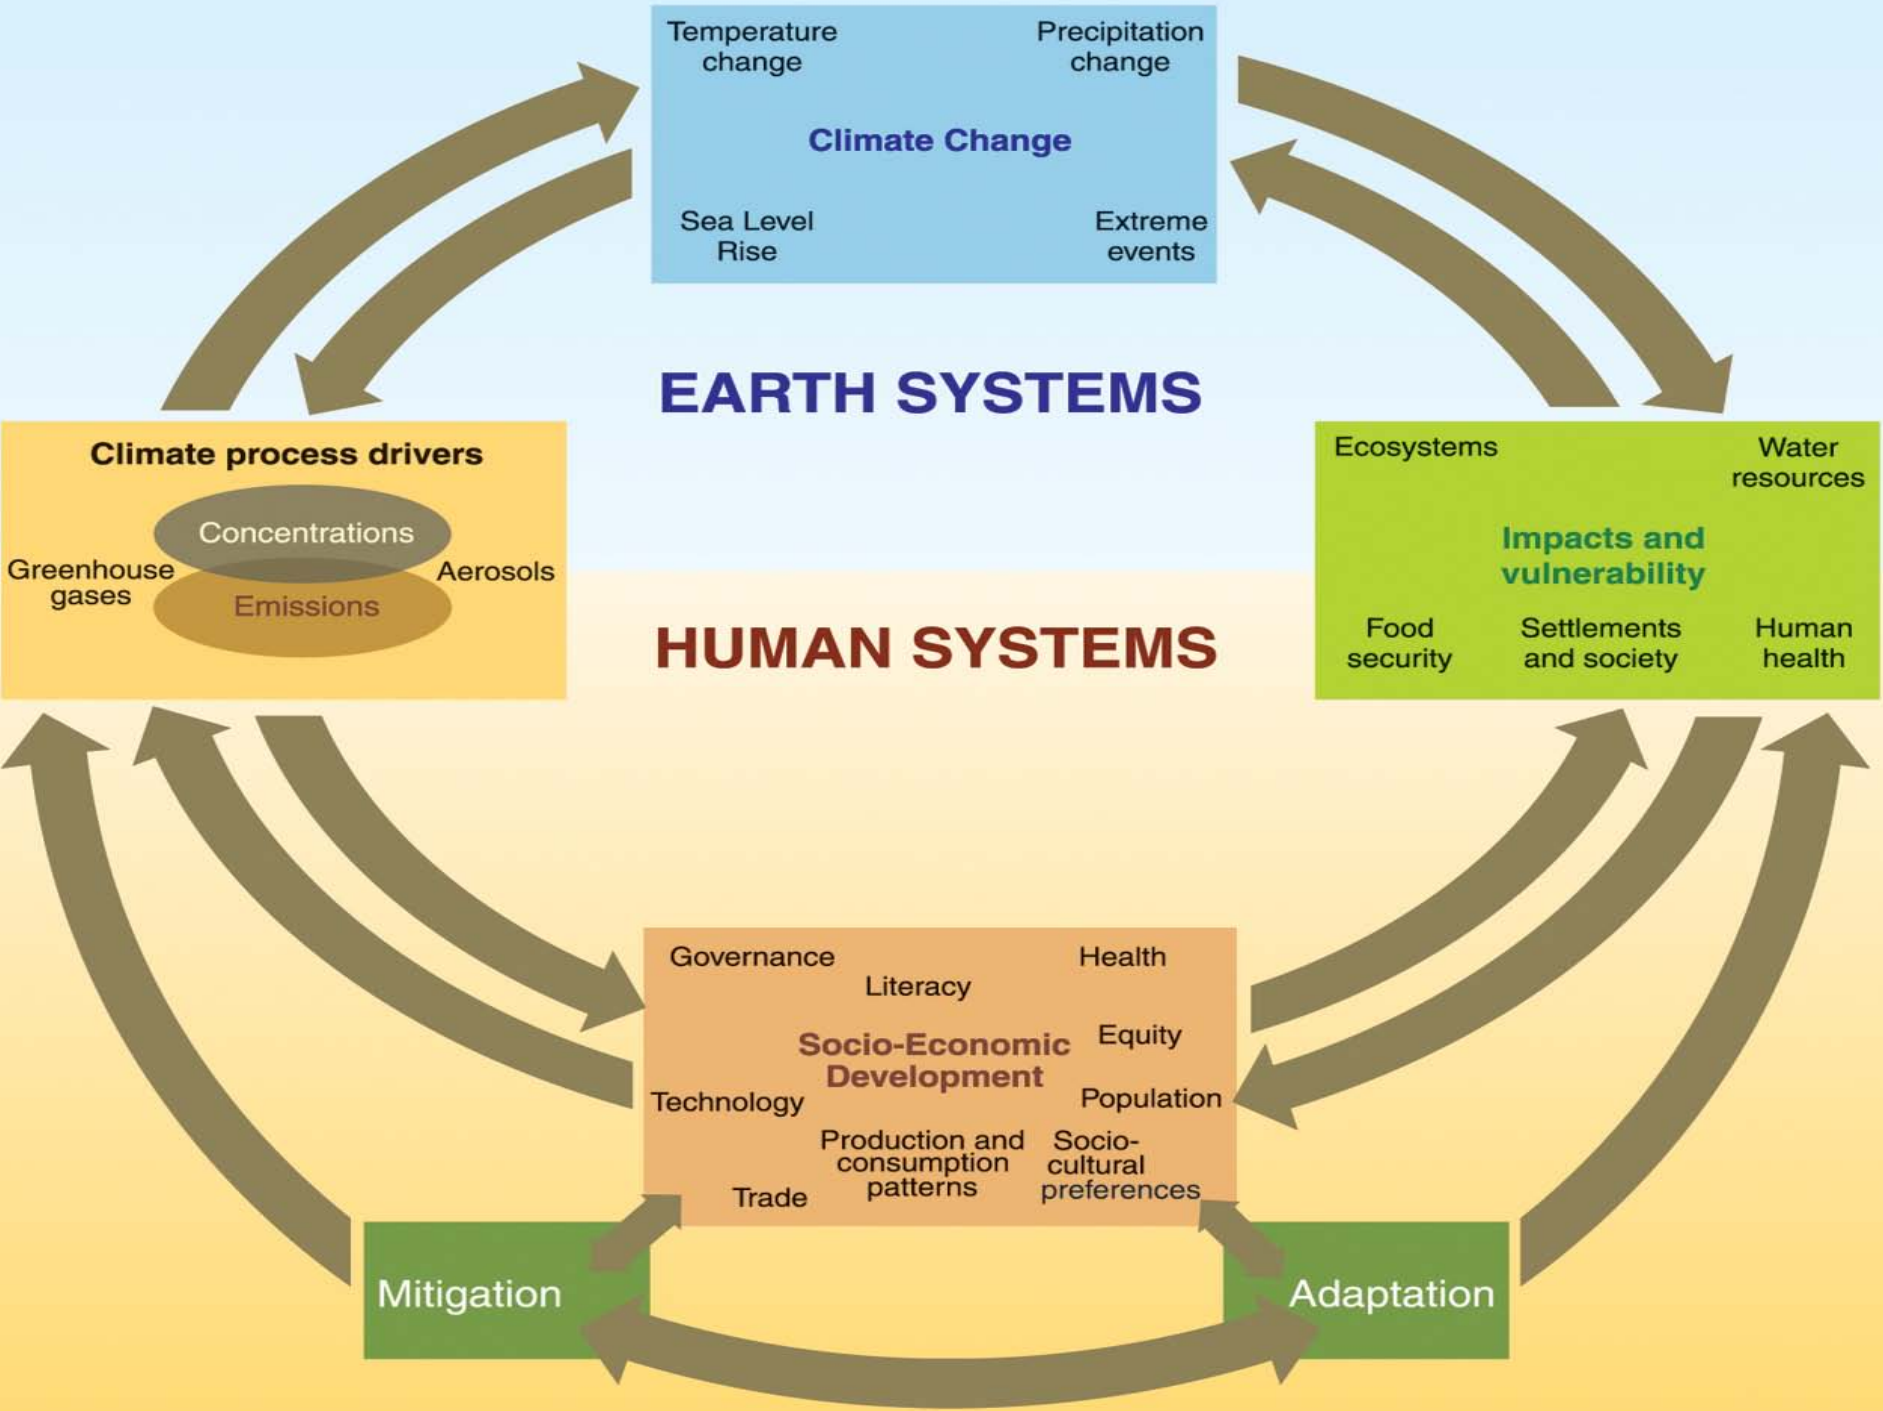 Temperature
change
Precipitation
change
Climate Change
Sea Level
Rise
Extreme
events
EARTH SYSTEMS
Climate process drivers
Concentrations
Greenhouse
gases
Aerosols
Emissions
Ecosystems
Water
resources
Impacts and
vulnerability
Food
security
Settlements
and society
Human
health
HUMAN SYSTEMS
Governance
Literacy
Health
Socio-Economic
Development
Equity
Technology
Population
Production and
consumption
patterns
Socio-
cultural
preferences
Trade
Mitigation
Adaptation